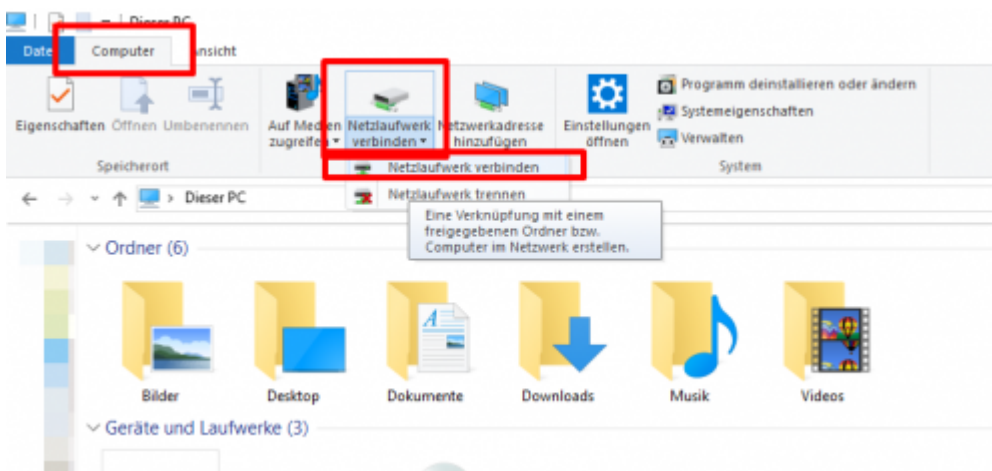 Dieser PC
Datei
Computer
Ansicht
Eigenschaften
Öffnen
Umbenennen
Auf Medien
zugreifen
Netzlaufwerk
verbinden
Netzwerkadresse
hinzufügen
Einstellungen
öffnen
Programm deinstallieren oder ändern
Systemeigenschaften
Verwalten
Speicherort
System
Netzlaufwerk verbinden
Netzlaufwerk trennen
Dieser PC
Eine Verknüpfung mit einem
freigegebenen Ordner bzw.
Computer im Netzwerk erstellen.
Ordner (6)
Bilder
Desktop
Dokumente
Downloads
Musik
Videos
Geräte und Laufwerke (3)